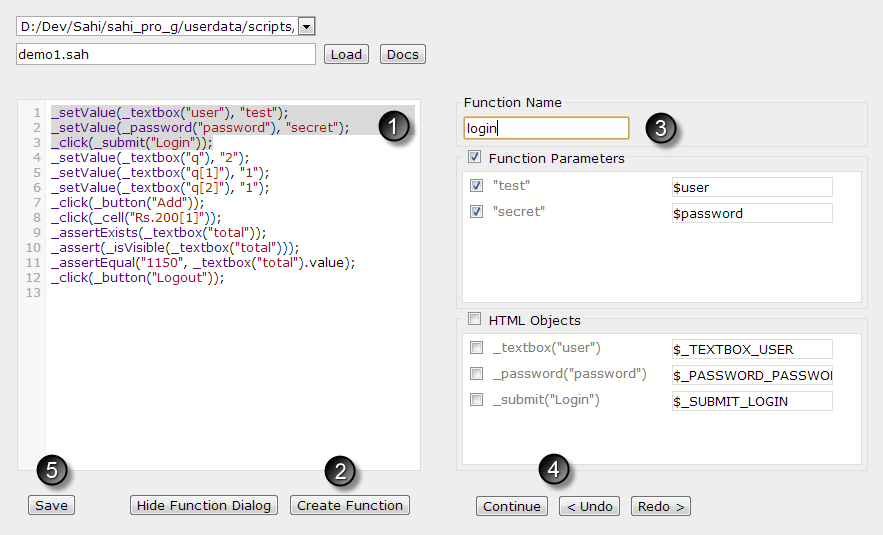 D:/Dev/Sahi/sahi_pro_g/userdata/scripts,
demo1.sah
Load
Docs
1 _setValue(_textbox("user"), "test");
2 _setValue(_password("password"), "secret");
3 _click(_submit("Login"));
4 _setValue(_textbox("q"), "2");
5 _setValue(_textbox("q[1]"), "1");
6 _setValue(_textbox("q[2]"), "1");
7 _click(_button("Add"));
8 _click(_cell("Rs.200[1]"));
9 _assertExists(_textbox("total"));
10 _assert(_isVisible(_textbox("total")));
11 _assertEqual("1150", _textbox("total").value);
12 _click(_button("Logout"));
13
1
Function Name
login
3
Function Parameters
"test" $user
"secret" $password
HTML Objects
_textbox("user") $_TEXTBOX_USER
_password("password") $_PASSWORD_PASSWOR
_submit("Login") $_SUBMIT_LOGIN
5
2
4
Save
Hide Function Dialog
Create Function
Continue
< Undo
Redo >